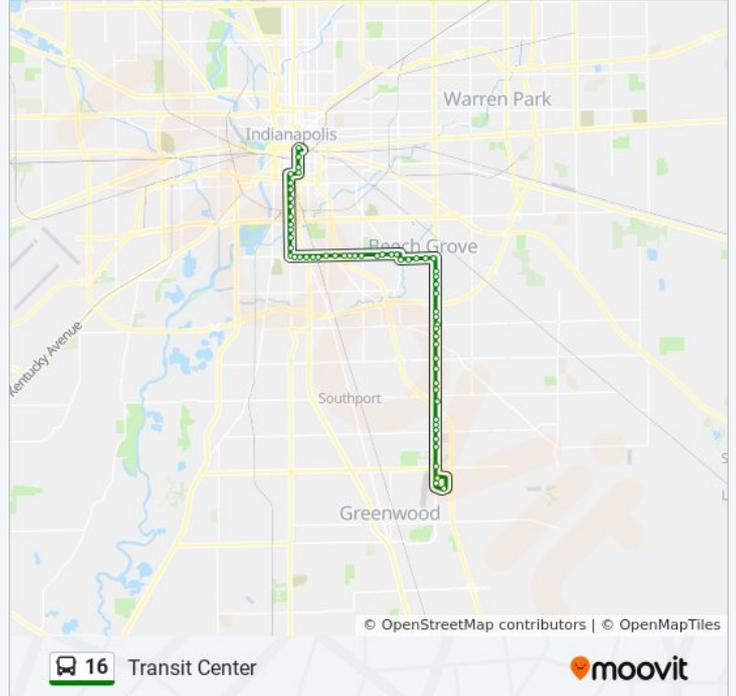 Warren Park
Indianapolis
Beech Grove
Kentucky Avenue
Southport
Greenwood
© OpenStreetMap contributors | © OpenMapTiles
16 Transit Center
moovit